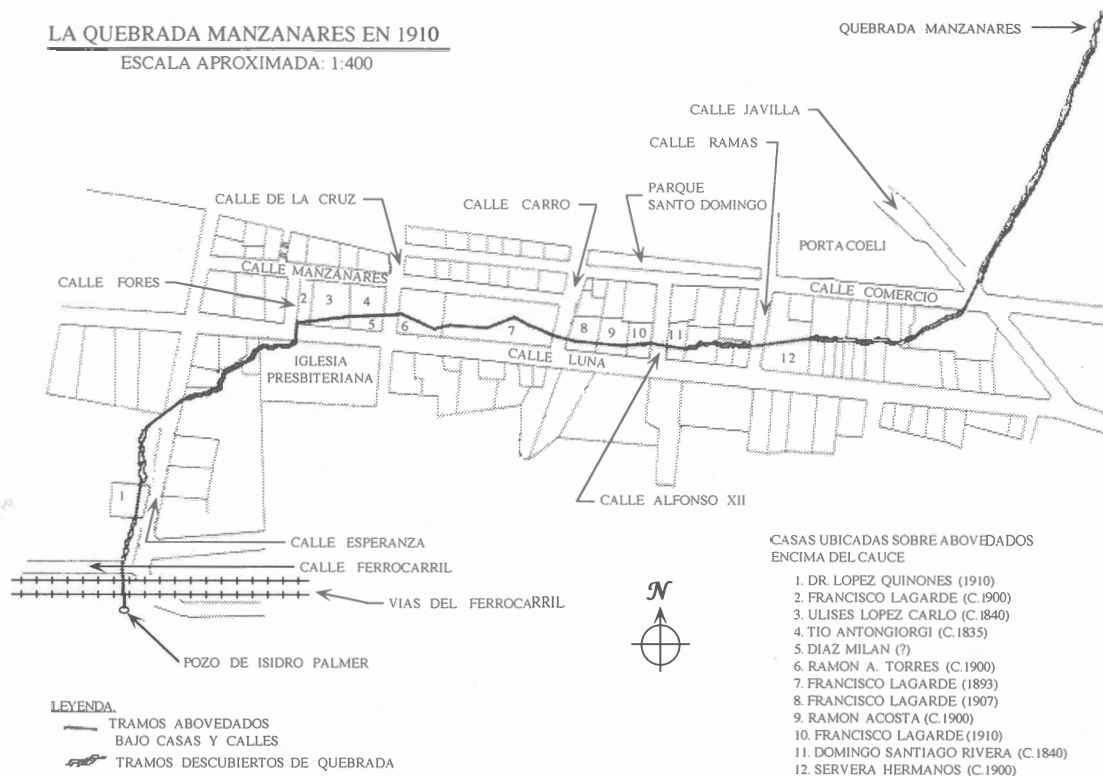 LA QUEBRADA MANZANARES EN 1910
ESCALA APROXIMADA: 1:400
QUEBRADA MANZANARES
CALLE JAVILLA
CALLE RAMAS
PARQUE
SANTO DOMINGO
CALLE DE LA CRUZ
CALLE CARRO
PORTA COELI
CALLE MANZANARES
CALLE FORES
CALLE COMERCIO
2
3
4
5
6
7
8
9
10
11
12
CALLE LUNA
IGLESIA
PRESBITERIANA
1
CALLE ALFONSO XII
CALLE ESPERANZA
CALLE FERROCARRIL
VIAS DEL FERROCARRIL
POZO DE ISIDRO PALMER
N
CASAS UBICADAS SOBRE ABOVEDADOS
ENCIMA DEL CAUCE
1. DR. LOPEZ QUINONES (1910)
2. FRANCISCO LAGARDE (C.1900)
3. ULISES LOPEZ CARLO (C.1840)
4. TIO ANTONGIORGI (C.1835)
5. DIAZ MILAN (?)
6. RAMON A. TORRES (C.1900)
7. FRANCISCO LAGARDE (1893)
8. FRANCISCO LAGARDE (1907)
9. RAMON ACOSTA (C.1900)
10. FRANCISCO LAGARDE (1910)
11. DOMINGO SANTIAGO RIVERA (C.1840)
12. SERVERA HERMANOS (C.1900)
LEYENDA:
TRAMOS ABOVEDADOS
BAJO CASAS Y CALLES
TRAMOS DESCUBIERTOS DE QUEBRADA